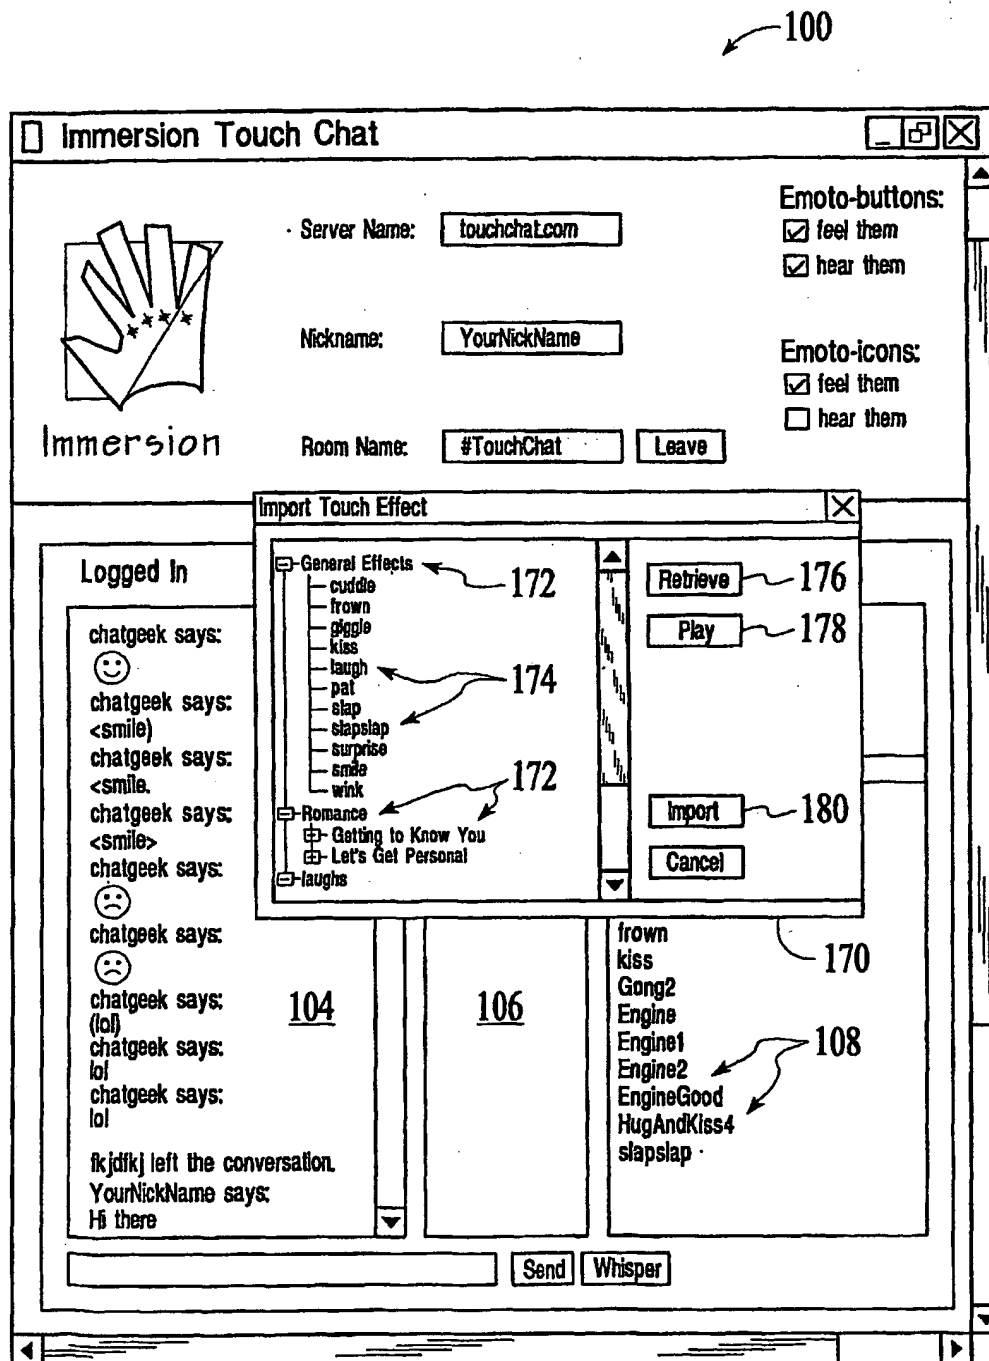 100
Immersion Touch Chat
Immersion
Server Name: touchchat.com
Nickname: YourNickName
Room Name: #TouchChat Leave
Emoto-buttons:
feel them
hear them
Emoto-icons:
feel them
hear them
Import Touch Effect
General Effects 172
cuddle
frown
giggle
kiss
laugh
pat
slap
slapslap
surprise
smile
wink
174
172
Romance
Getting to Know You
Let's Get Personal
laughs
Retrieve 176
Play 178
Import 180
Cancel
170
Logged In
chatgeek says:
chatgeek says:
<smile)
chatgeek says:
<smile.
chatgeek says:
<smile>
chatgeek says:
chatgeek says:
chatgeek says:
(lol)
chatgeek says:
lol
chatgeek says:
lol
fkjdfkj left the conversation.
YourNickName says:
Hi there
104
106
frown
kiss
Gong2
Engine
Engine1
Engine2
EngineGood
HugAndKiss4
slapslap
108
Send Whisper